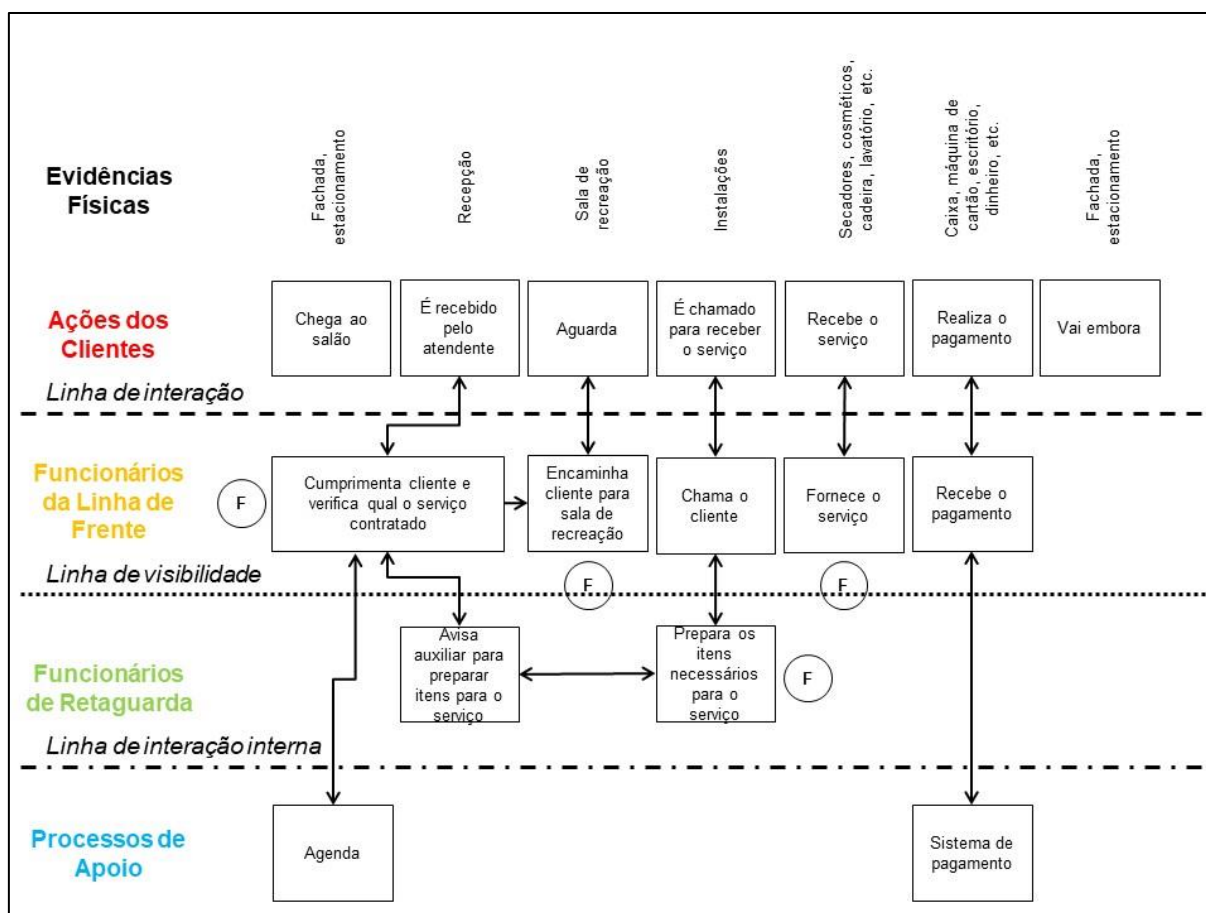 Evidências
Físicas
Fachada,
estacionamento
Recepção
Sala de
recreação
Instalações
Secadores, cosméticos,
cadeira, lavatório, etc.
Caixa, máquina de
cartão, escritório,
dinheiro, etc.
Fachada,
estacionamento
Ações dos
Clientes
Chega ao
salão
É recebido
pelo
atendente
Aguarda
É chamado
para receber
o serviço
Recebe o
serviço
Realiza o
pagamento
Vai embora
Linha de interação
Funcionários
da Linha de
Frente
F
Cumprimenta cliente e
verifica qual o serviço
contratado
Encaminha
cliente para
sala de
recreação
Chama o
cliente
Fornece o
serviço
Recebe o
pagamento
Linha de visibilidade
F
F
Funcionários
de Retaguarda
Avisa
auxiliar para
preparar
itens para o
serviço
Prepara os
itens
necessários
para o
serviço
F
Linha de interação interna
Processos de
Apoio
Agenda
Sistema de
pagamento